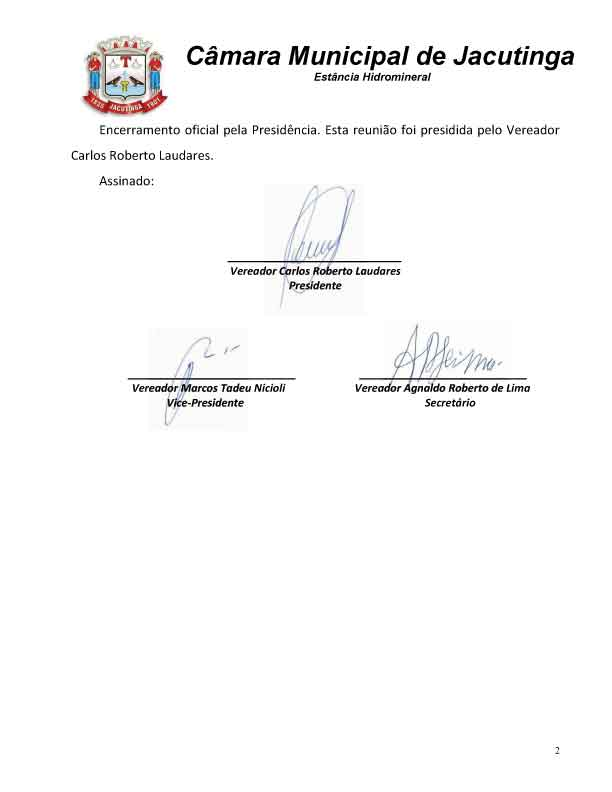 Câmara Municipal de Jacutinga
Estância Hidromineral
1835 JACUTINGA 1901
Encerramento oficial pela Presidência. Esta reunião foi presidida pelo Vereador
Carlos Roberto Laudares.
Assinado:
Vereador Carlos Roberto Laudares
Presidente
Vereador Marcos Tadeu Nicioli
Vice-Presidente
Vereador Agnaldo Roberto de Lima
Secretário
2